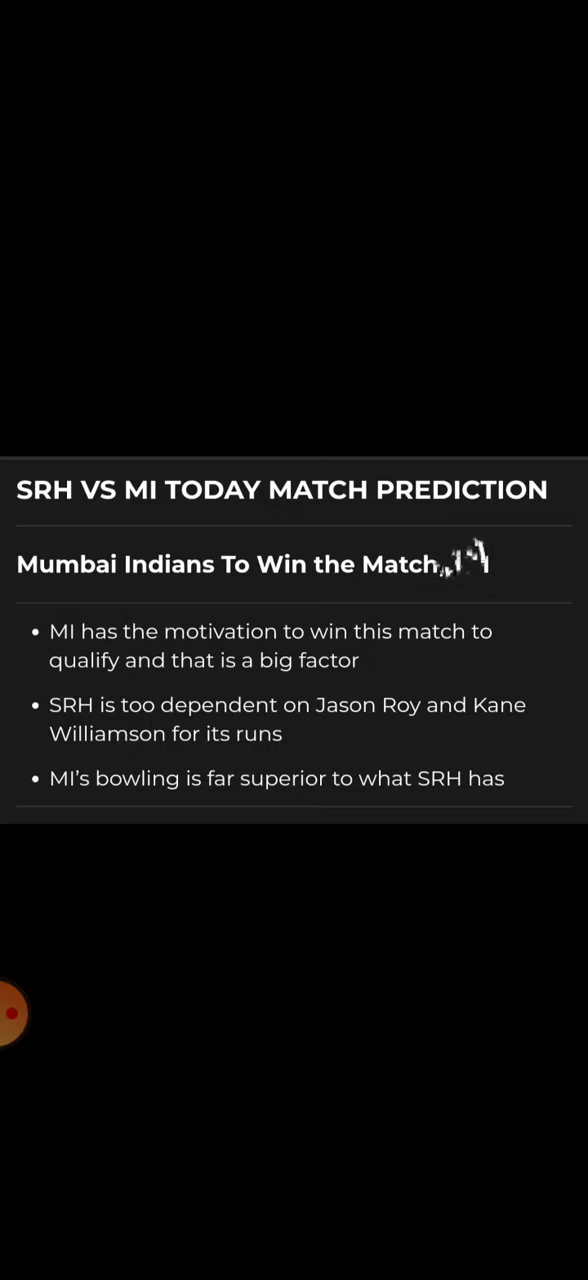 SRH VS MI TODAY MATCH PREDICTION
Mumbai Indians To Win the Match
• MI has the motivation to win this match to
qualify and that is a big factor
• SRH is too dependent on Jason Roy and Kane
Williamson for its runs
• MI’s bowling is far superior to what SRH has